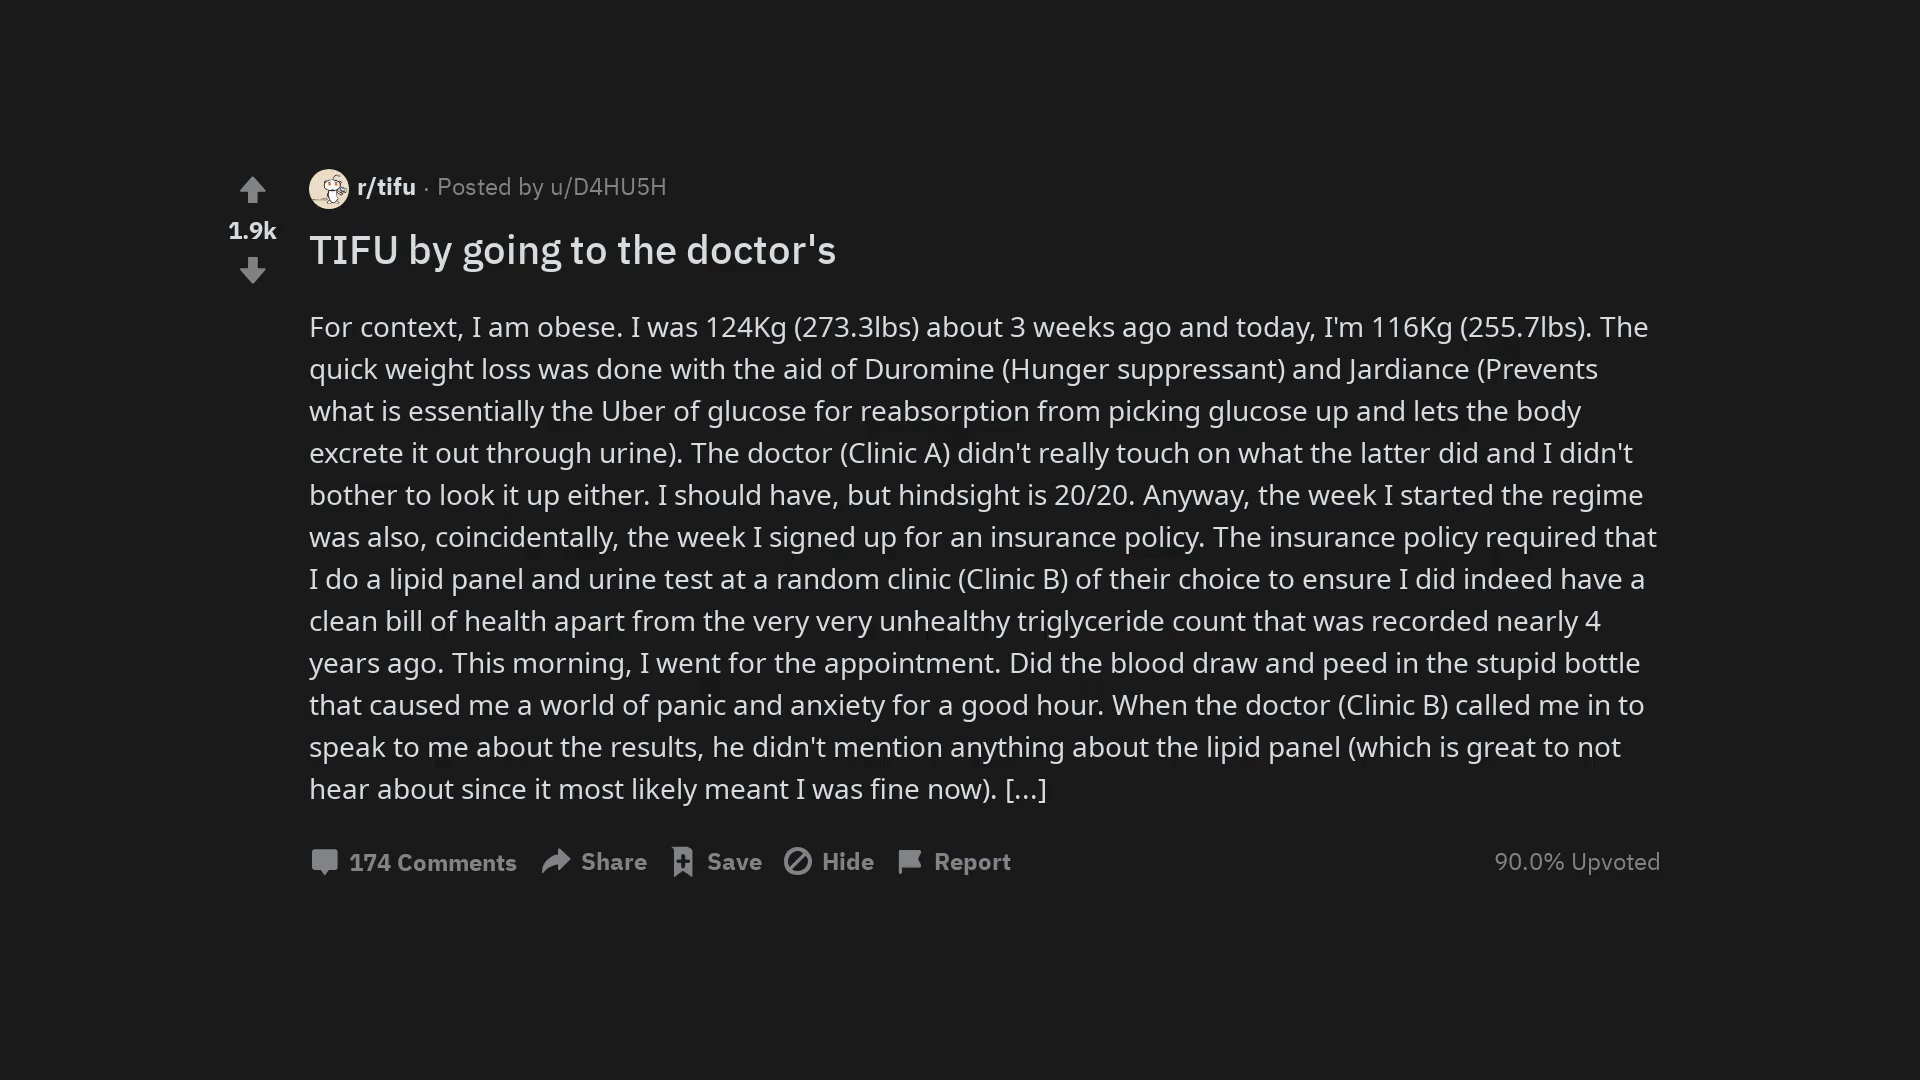 r/tifu · Posted by u/D4HU5H
1.9k
TIFU by going to the doctor's
For context, I am obese. I was 124Kg (273.3lbs) about 3 weeks ago and today, I'm 116Kg (255.7lbs). The
quick weight loss was done with the aid of Duromine (Hunger suppressant) and Jardiance (Prevents
what is essentially the Uber of glucose for reabsorption from picking glucose up and lets the body
excrete it out through urine). The doctor (Clinic A) didn't really touch on what the latter did and I didn't
bother to look it up either. I should have, but hindsight is 20/20. Anyway, the week I started the regime
was also, coincidentally, the week I signed up for an insurance policy. The insurance policy required that
I do a lipid panel and urine test at a random clinic (Clinic B) of their choice to ensure I did indeed have a
clean bill of health apart from the very very unhealthy triglyceride count that was recorded nearly 4
years ago. This morning, I went for the appointment. Did the blood draw and peed in the stupid bottle
that caused me a world of panic and anxiety for a good hour. When the doctor (Clinic B) called me in to
speak to me about the results, he didn't mention anything about the lipid panel (which is great to not
hear about since it most likely meant I was fine now). [...]
174 Comments Share Save Hide Report 90.0% Upvoted